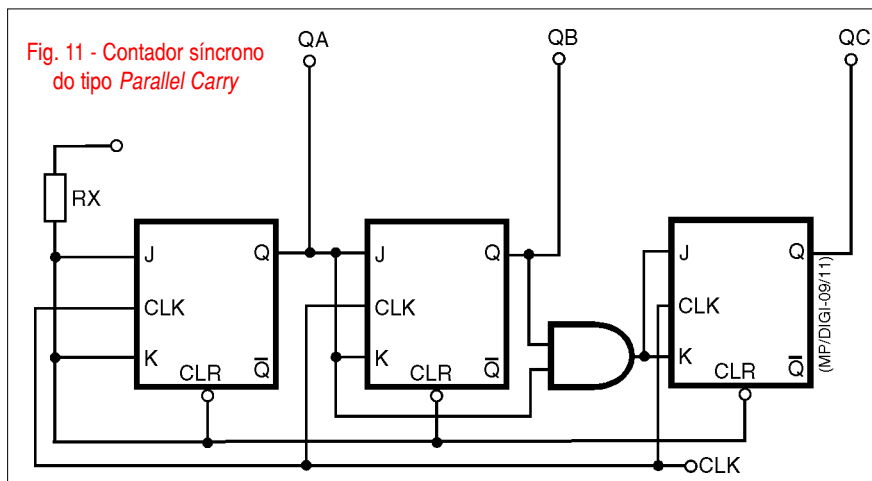 Fig. 11 - Contador síncrono
do tipo Parallel Carry
QA
QB
QC
RX
J
Q
CLK
K
Q̅
CLR
J
Q
CLK
K
Q̅
CLR
J
Q
CLK
K
Q̅
CLR
(MP/DIGI-09/11)
CLK